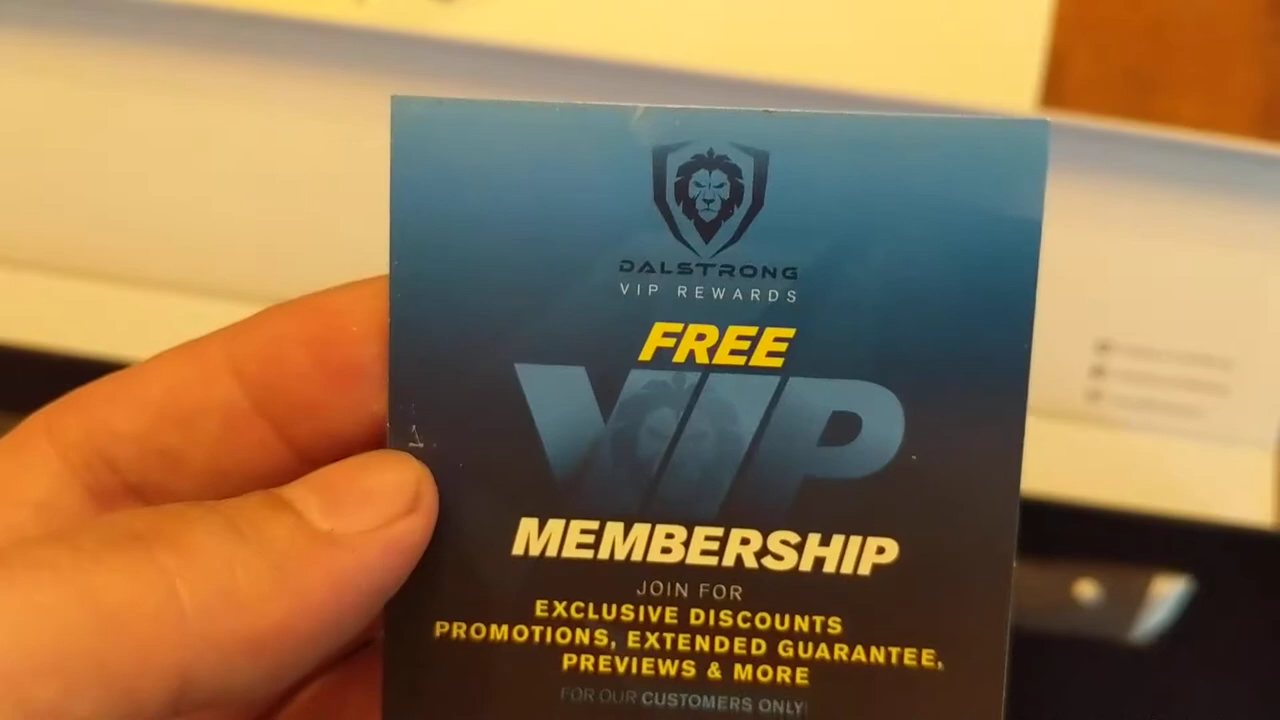 DALSTRONG
VIP REWARDS
FREE
VIP
MEMBERSHIP
JOIN FOR
EXCLUSIVE DISCOUNTS
PROMOTIONS, EXTENDED GUARANTEE,
PREVIEWS & MORE
FOR OUR CUSTOMERS ONLY!